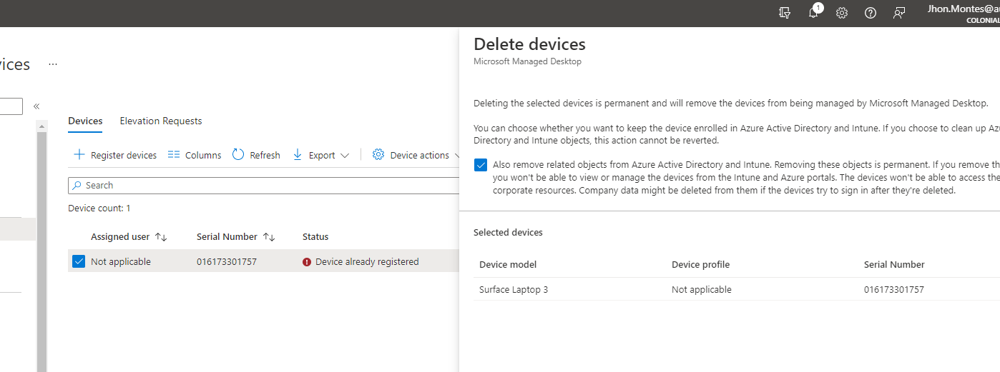 1
Jhon.Montes@a
COLONIAL
ices ...
Delete devices
Microsoft Managed Desktop
Deleting the selected devices is permanent and will remove the devices from being managed by Microsoft Managed Desktop.
You can choose whether you want to keep the device enrolled in Azure Active Directory and Intune. If you choose to clean up Az
Directory and Intune objects, this action cannot be reverted.
Also remove related objects from Azure Active Directory and Intune. Removing these objects is permanent. If you remove th
you won't be able to view or manage the devices from the Intune and Azure portals. The devices won't be able to access the
corporate resources. Company data might be deleted from them if the devices try to sign in after they're deleted.
Selected devices
Device model Device profile Serial Number
Surface Laptop 3 Not applicable 016173301757
Devices Elevation Requests
Register devices Columns Refresh Export Device actions
Search
Device count: 1
Assigned user Serial Number Status
Not applicable 016173301757 Device already registered